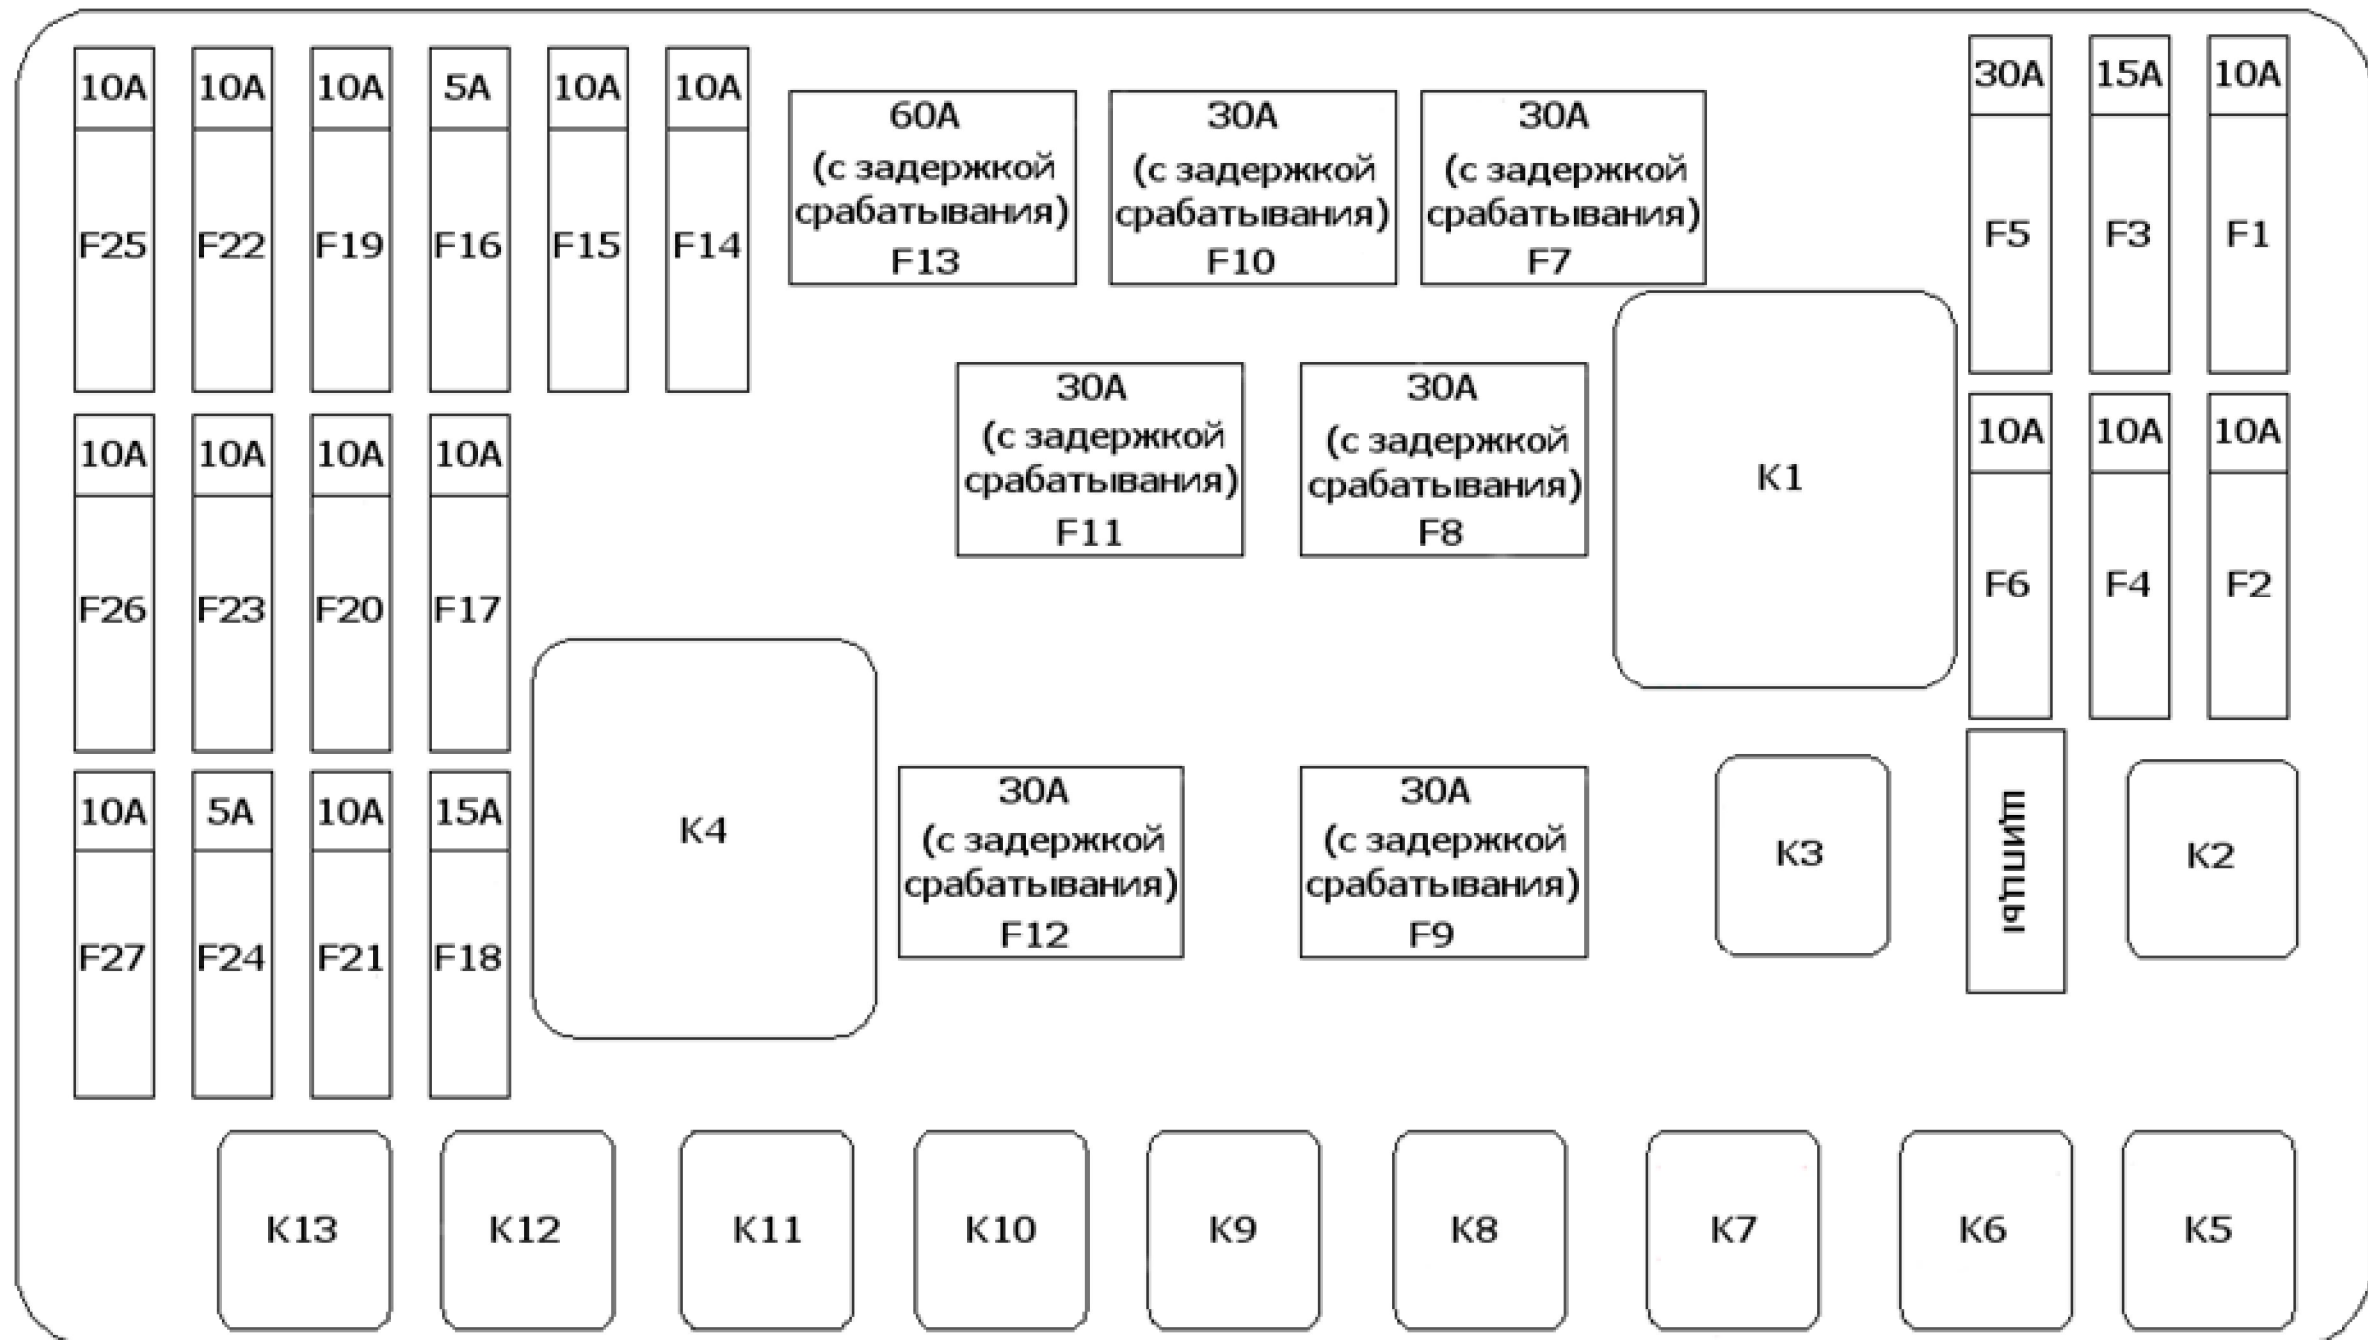 10A
F25
10A
F22
10A
F19
5A
F16
10A
F15
10A
F14
60A
(с задержкой
срабатывания)
F13
30A
(с задержкой
срабатывания)
F10
30A
(с задержкой
срабатывания)
F7
30A
F5
15A
F3
10A
F1
10A
F26
10A
F23
10A
F20
10A
F17
30A
(с задержкой
срабатывания)
F11
30A
(с задержкой
срабатывания)
F8
K1
10A
F6
10A
F4
10A
F2
10A
F27
5A
F24
10A
F21
15A
F18
K4
30A
(с задержкой
срабатывания)
F12
30A
(с задержкой
срабатывания)
F9
K3
щипцы
K2
K13
K12
K11
K10
K9
K8
K7
K6
K5